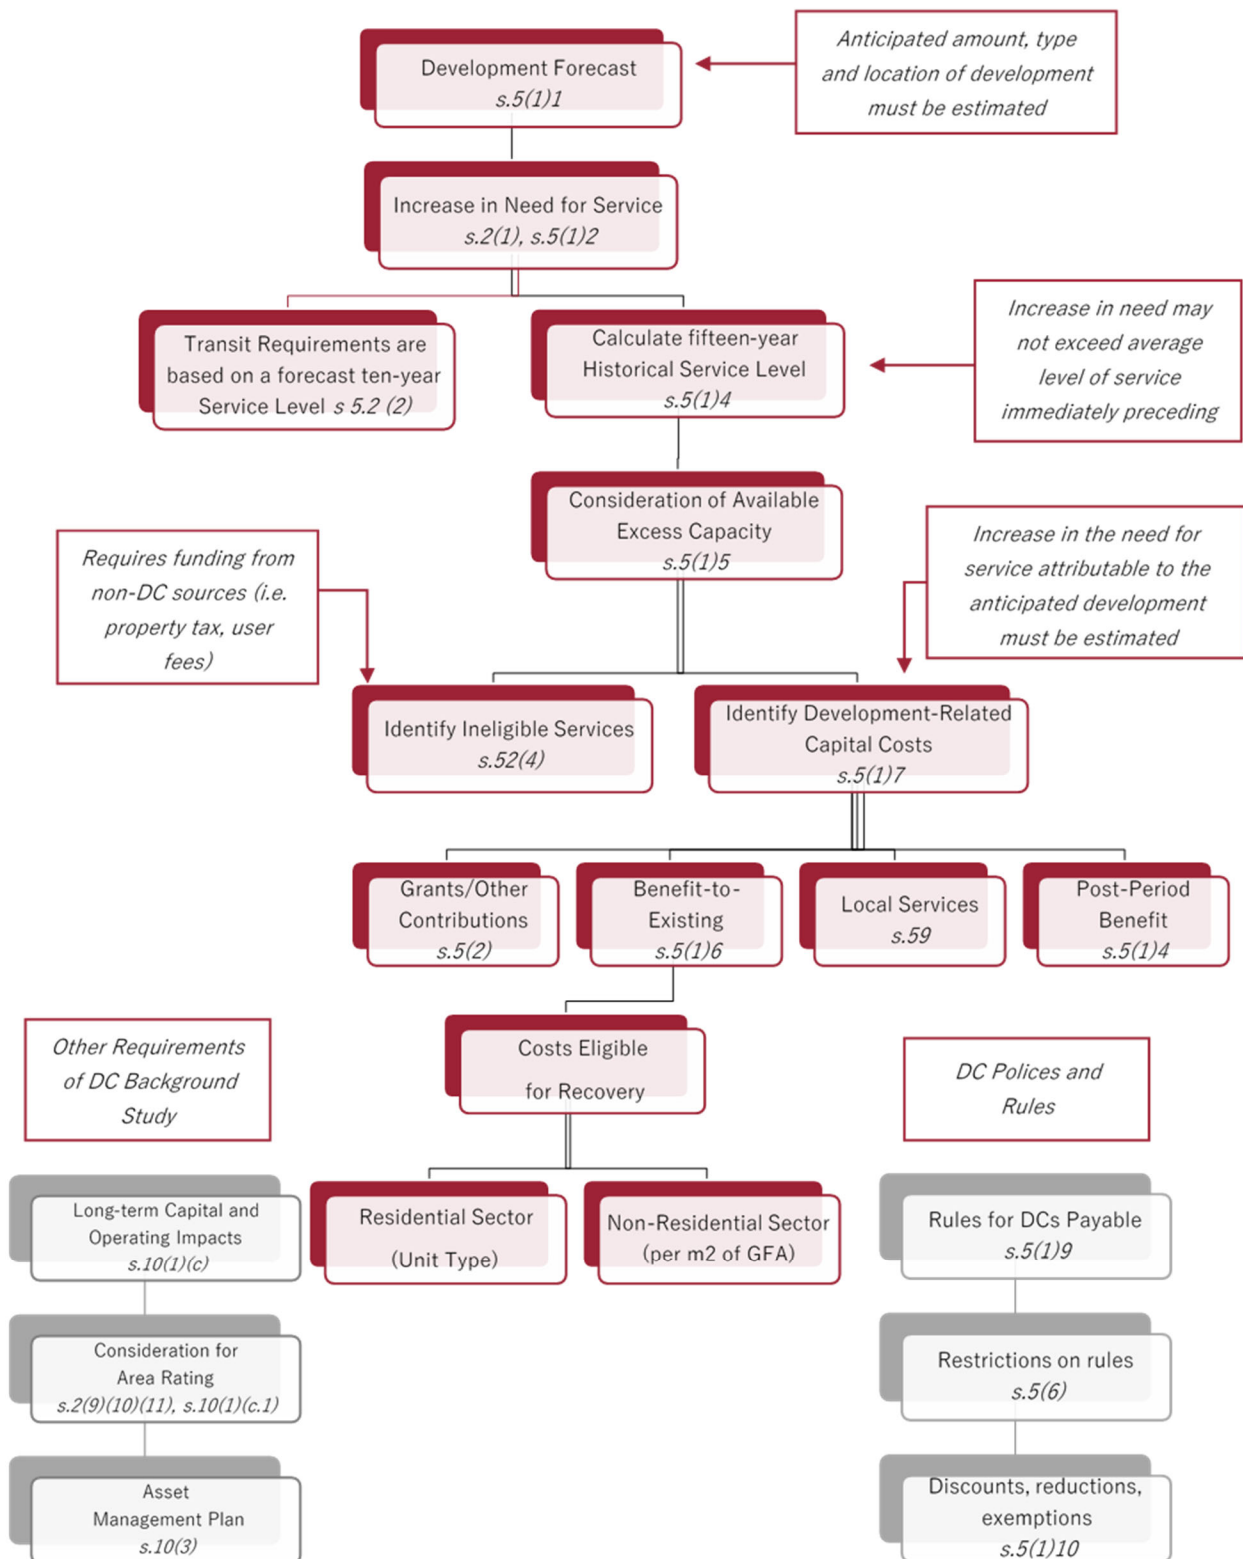 Development Forecast
s.5(1)1
Anticipated amount, type
and location of development
must be estimated
Increase in Need for Service
s.2(1), s.5(1)2
Transit Requirements are
based on a forecast ten-year
Service Level s 5.2 (2)
Calculate fifteen-year
Historical Service Level
s.5(1)4
Increase in need may
not exceed average
level of service
immediately preceding
Consideration of Available
Excess Capacity
s.5(1)5
Requires funding from
non-DC sources (i.e.
property tax, user
fees)
Increase in the need for
service attributable to the
anticipated development
must be estimated
Identify Ineligible Services
s.52(4)
Identify Development-Related
Capital Costs
s.5(1)7
Grants/Other
Contributions
s.5(2)
Benefit-to-
Existing
s.5(1)6
Local Services
s.59
Post-Period
Benefit
s.5(1)4
Costs Eligible
for Recovery
Other Requirements
of DC Background
Study
DC Polices and
Rules
Residential Sector
(Unit Type)
Non-Residential Sector
(per m2 of GFA)
Long-term Capital and
Operating Impacts
s.10(1)(c)
Consideration for
Area Rating
s.2(9)(10)(11), s.10(1)(c.1)
Asset
Management Plan
s.10(3)
Rules for DCs Payable
s.5(1)9
Restrictions on rules
s.5(6)
Discounts, reductions,
exemptions
s.5(1)10